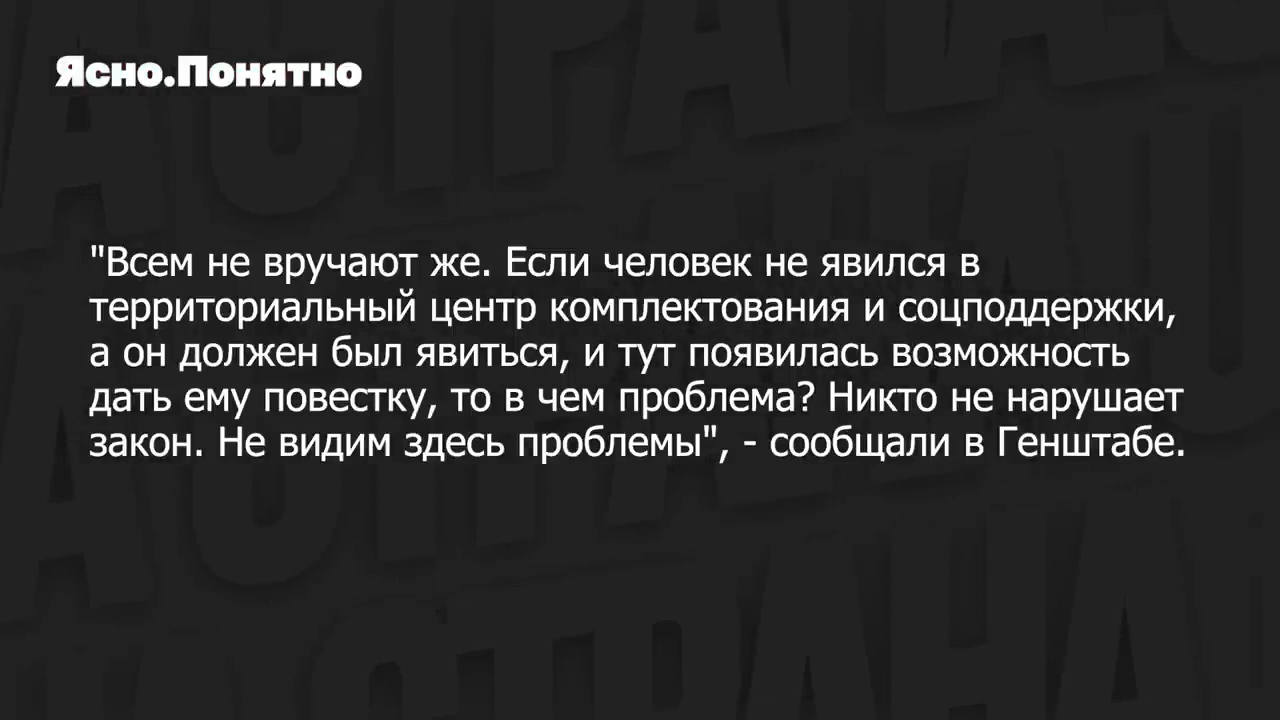 Ясно.Понятно
"Всем не вручают же. Если человек не явился в
территориальный центр комплектования и соцподдержки,
а он должен был явиться, и тут появилась возможность
дать ему повестку, то в чем проблема? Никто не нарушает
закон. Не видим здесь проблемы", - сообщали в Генштабе.